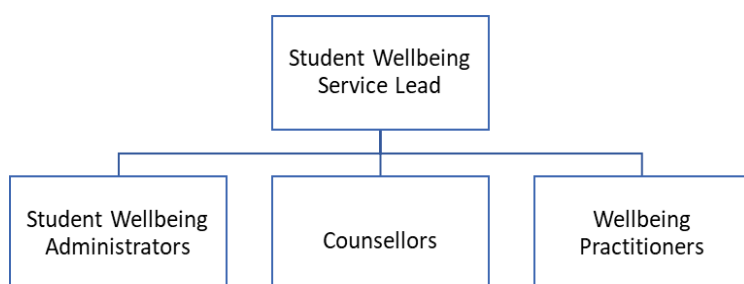 Student Wellbeing
Service Lead
Student Wellbeing
Administrators
Counsellors
Wellbeing
Practitioners